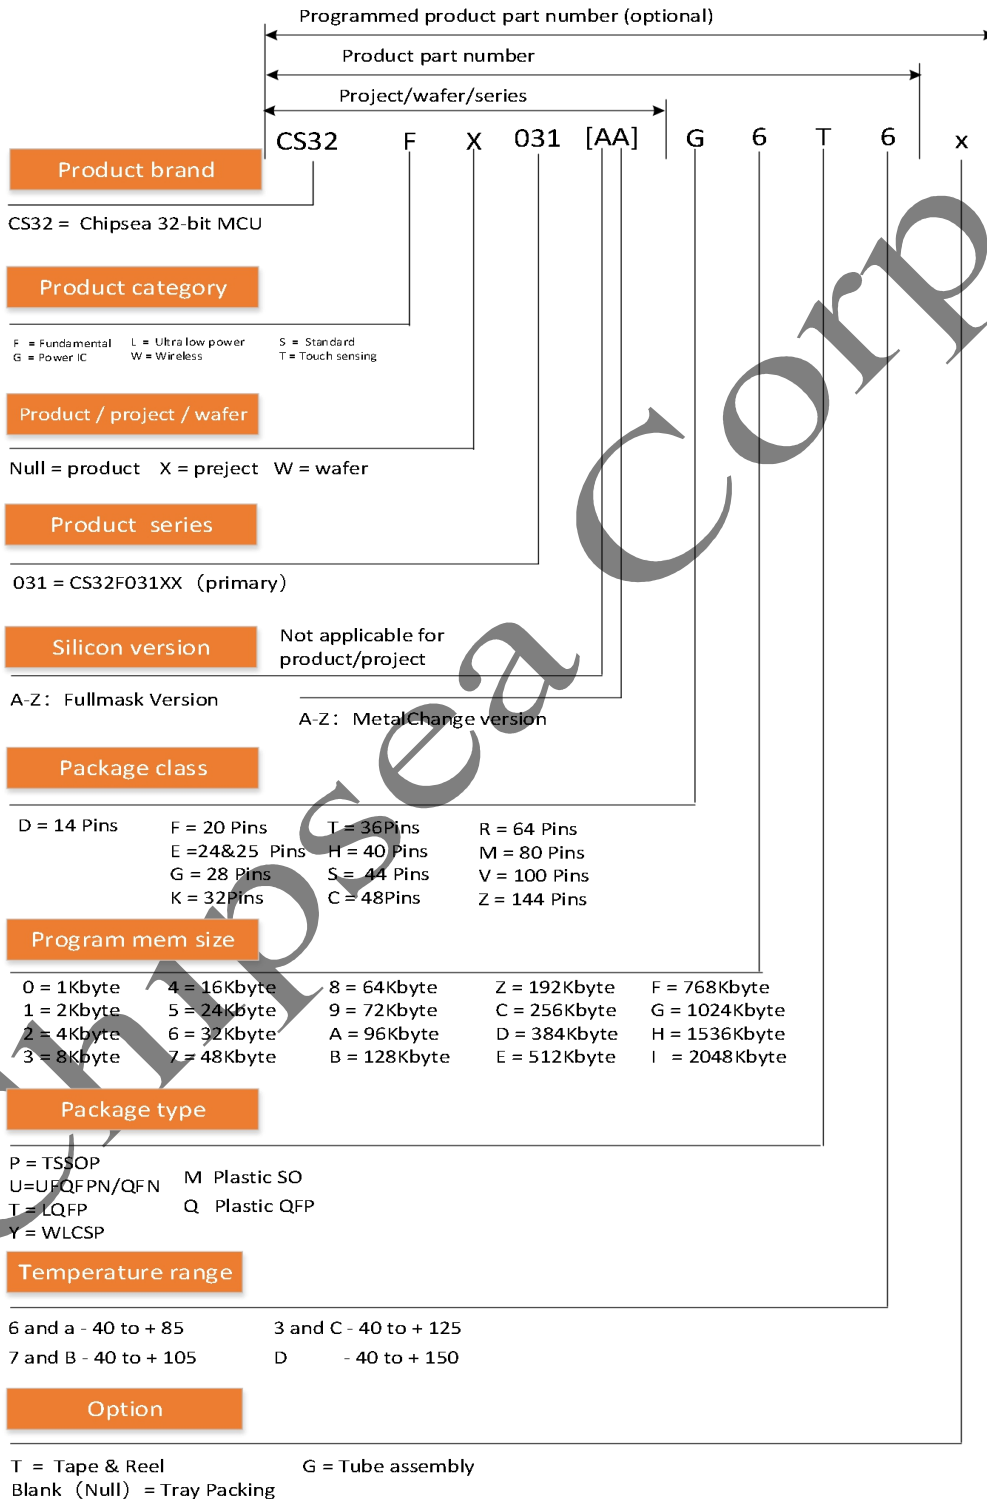 Programmed product part number (optional)
Product part number
Project/wafer/series
CS32 F X 031 [AA] G 6 T 6 x
Product brand
CS32 = Chipsea 32-bit MCU
Product category
F = Fundamental L = Ultra low power S = Standard
G = Power IC W = Wireless T = Touch sensing
Product / project / wafer
Null = product X = preject W = wafer
Product series
031 = CS32F031XX (primary)
Silicon version
Not applicable for
product/project
A-Z: Fullmask Version
A-Z: MetalChange version
Package class
D = 14 Pins F = 20 Pins T = 36Pins R = 64 Pins
E =24&25 Pins H = 40 Pins M = 80 Pins
G = 28 Pins S = 44 Pins V = 100 Pins
K = 32Pins C = 48Pins Z = 144 Pins
Program mem size
0 = 1Kbyte 4 = 16Kbyte 8 = 64Kbyte Z = 192Kbyte F = 768Kbyte
1 = 2Kbyte 5 = 24Kbyte 9 = 72Kbyte C = 256Kbyte G = 1024Kbyte
2 = 4Kbyte 6 = 32Kbyte A = 96Kbyte D = 384Kbyte H = 1536Kbyte
3 = 8Kbyte 7 = 48Kbyte B = 128Kbyte E = 512Kbyte I = 2048Kbyte
Package type
P = TSSOP
U=UFQFPN/QFN M Plastic SO
T = LQFP Q Plastic QFP
Y = WLCSP
Temperature range
6 and a - 40 to + 85 3 and C - 40 to + 125
7 and B - 40 to + 105 D - 40 to + 150
Option
T = Tape & Reel G = Tube assembly
Blank (Null) = Tray Packing
Chipsea Corp